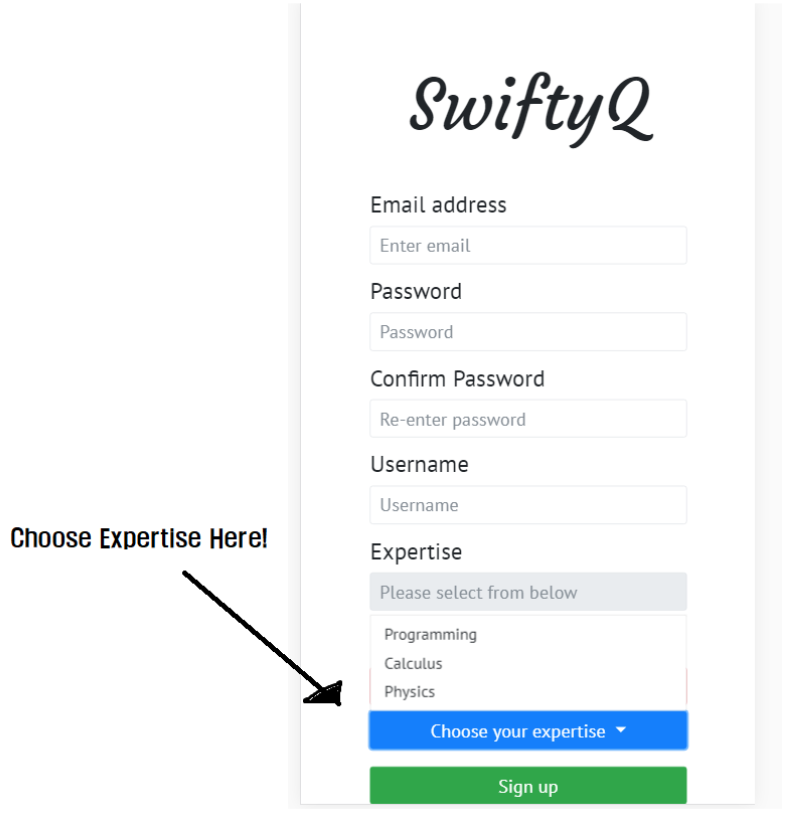 SwiftyQ
Email address
Enter email
Password
Password
Confirm Password
Re-enter password
Username
Username
Choose Expertise Here!
Expertise
Please select from below
Programming
Calculus
Physics
Choose your expertise
Sign up